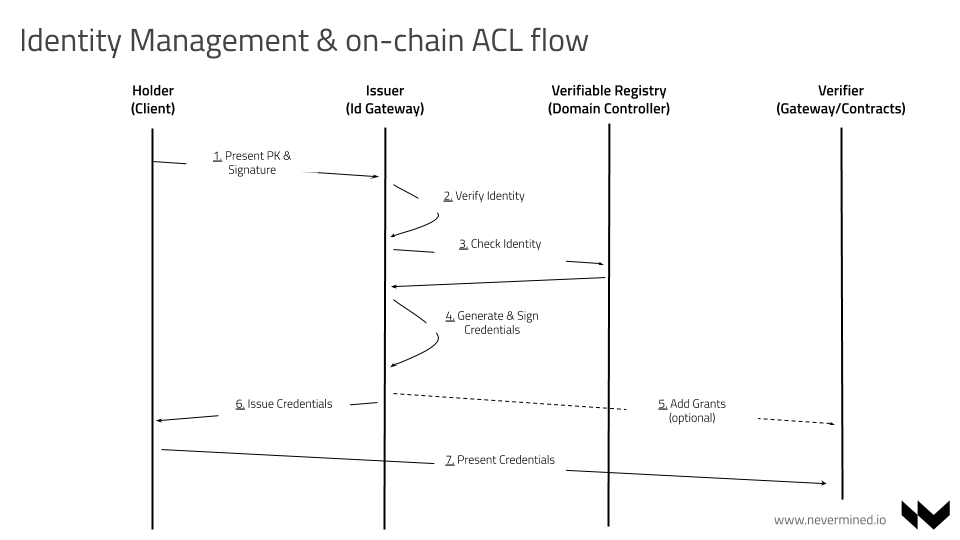 Identity Management & on-chain ACL flow
Holder
(Client)
Issuer
(Id Gateway)
Verifiable Registry
(Domain Controller)
Verifier
(Gateway/Contracts)
1. Present PK &
Signature
2. Verify Identity
3. Check Identity
4. Generate & Sign
Credentials
6. Issue Credentials
5. Add Grants
(optional)
7. Present Credentials
www.nevermined.io